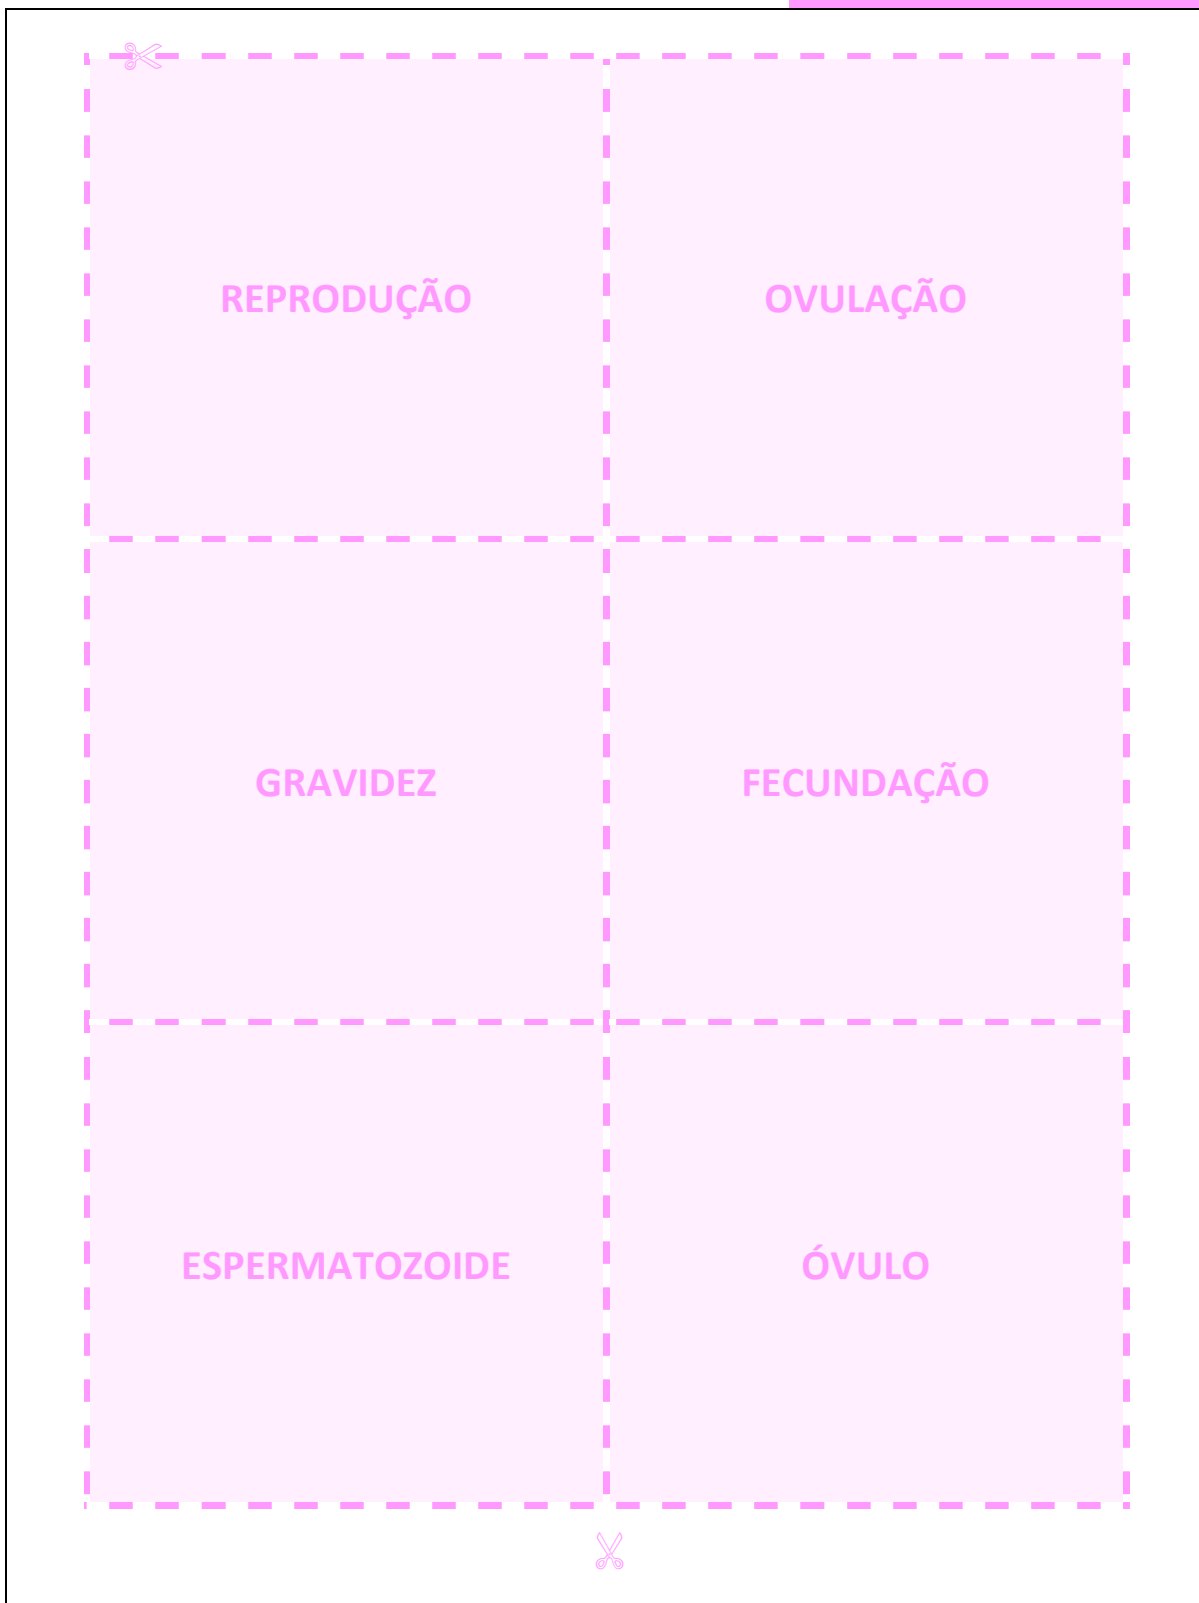 REPRODUÇÃO
OVULAÇÃO
GRAVIDEZ
FECUNDAÇÃO
ESPERMATOZOIDE
ÓVULO